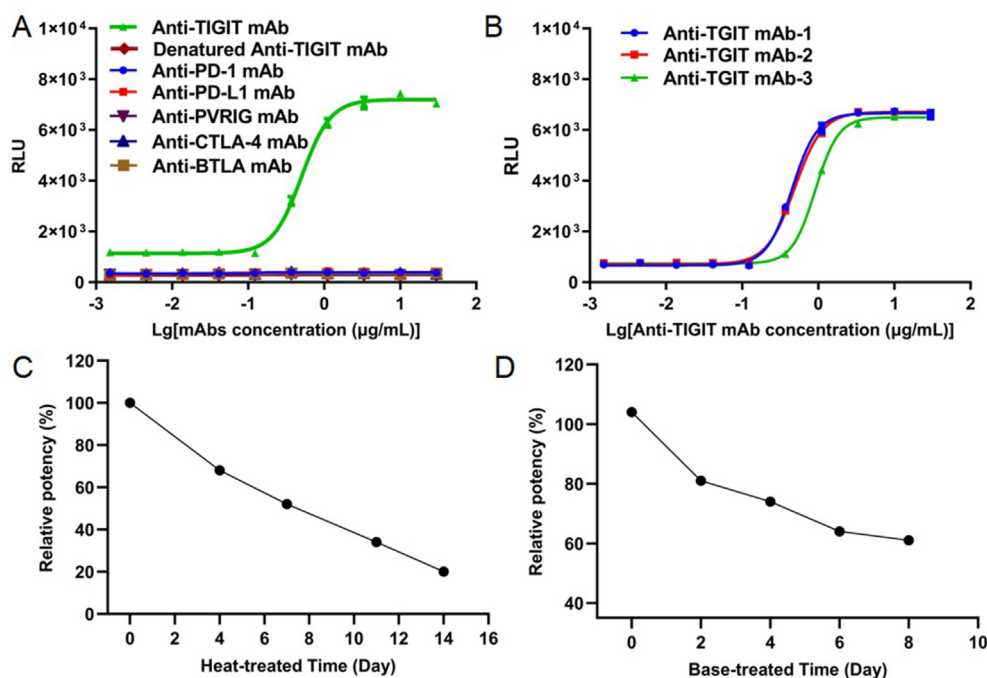 A
1×10⁴
8×10³
6×10³
4×10³
2×10³
0
RLU
Anti-TIGIT mAb
Denatured Anti-TIGIT mAb
Anti-PD-1 mAb
Anti-PD-L1 mAb
Anti-PVRIG mAb
Anti-CTLA-4 mAb
Anti-BTLA mAb
-3 -2 -1 0 1 2
Lg[mAbs concentration (μg/mL)]
B
1×10⁴
8×10³
6×10³
4×10³
2×10³
0
RLU
Anti-TGIT mAb-1
Anti-TGIT mAb-2
Anti-TGIT mAb-3
-3 -2 -1 0 1 2
Lg[Anti-TIGIT mAb concentration (μg/mL)]
C
120
100
80
60
40
20
0
Relative potency (%)
0 2 4 6 8 10 12 14 16
Heat-treated Time (Day)
D
120
100
80
60
40
Relative potency (%)
0 2 4 6 8 10
Base-treated Time (Day)